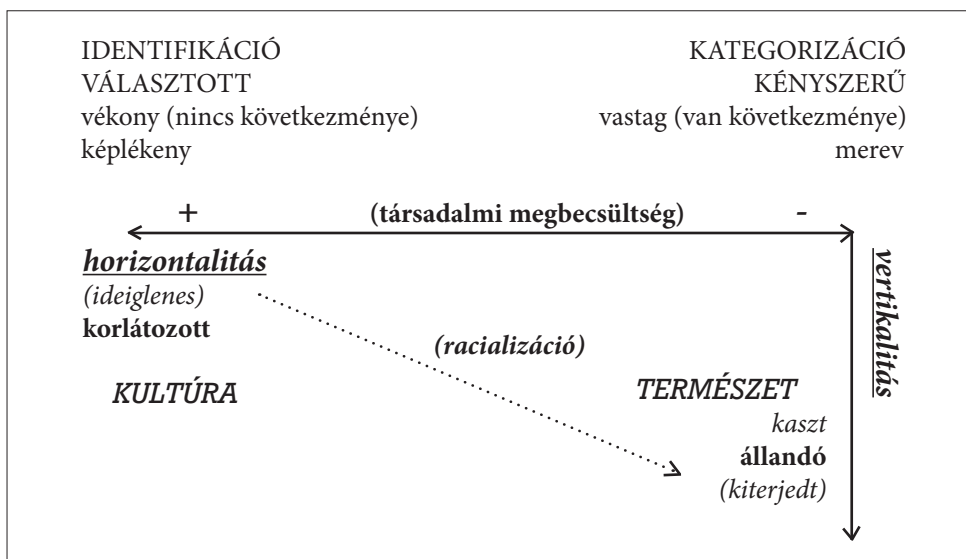 IDENTIFIKÁCIÓ
VÁLASZTOTT
vékony (nincs következménye)
képlékeny
KATEGORIZÁCIÓ
KÉNYSZERŰ
vastag (van következménye)
merev
+ (társadalmi megbecsültség) -
horizontalitás
(ideiglenes)
korlátozott
vertikalitás
(racializáció)
KULTÚRA
TERMÉSZET
kaszt
állandó
(kiterjedt)